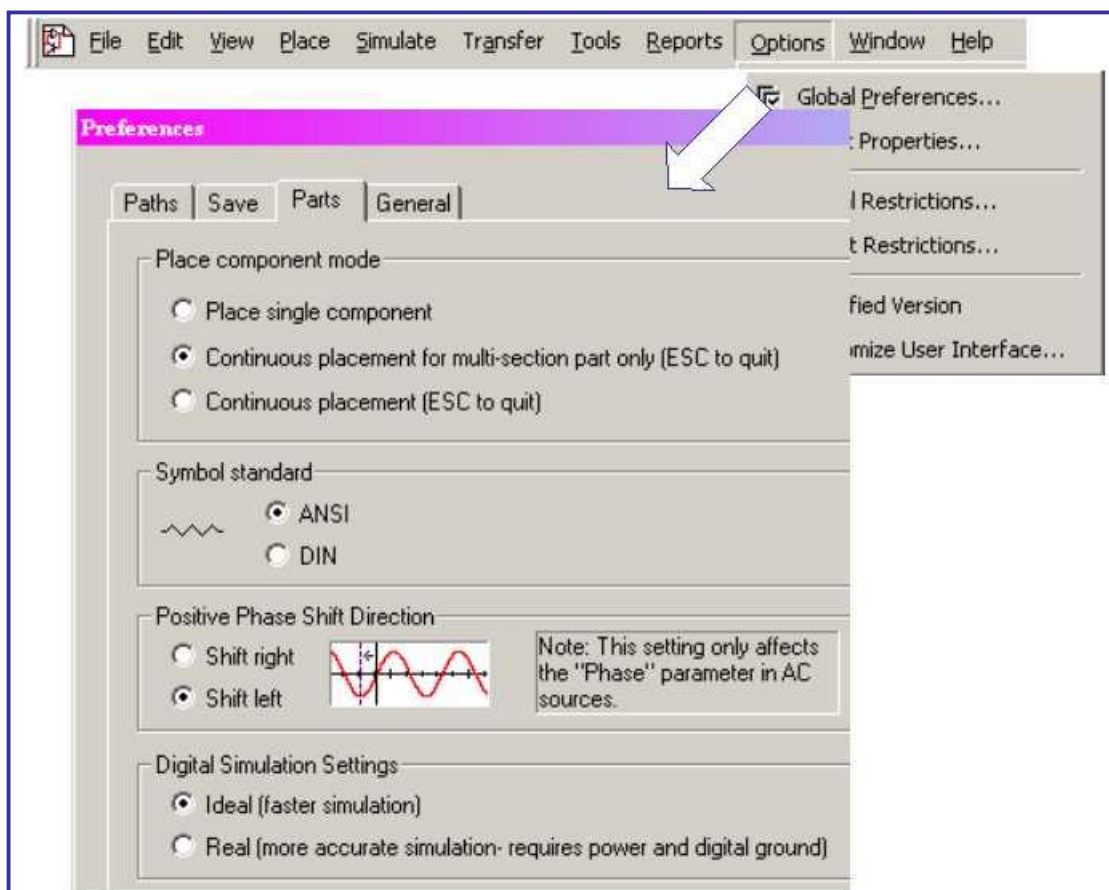 File Edit View Place Simulate Transfer Tools Reports Options Window Help
Global Preferences...
Properties...
Restrictions...
Restrictions...
Version
User Interface...
Preferences
Paths Save Parts General
Place component mode
Place single component
Continuous placement for multi-section part only (ESC to quit)
Continuous placement (ESC to quit)
Symbol standard
ANSI
DIN
Positive Phase Shift Direction
Shift right
Shift left
Note: This setting only affects
the "Phase" parameter in AC
sources.
Digital Simulation Settings
Ideal (faster simulation)
Real (more accurate simulation- requires power and digital ground)